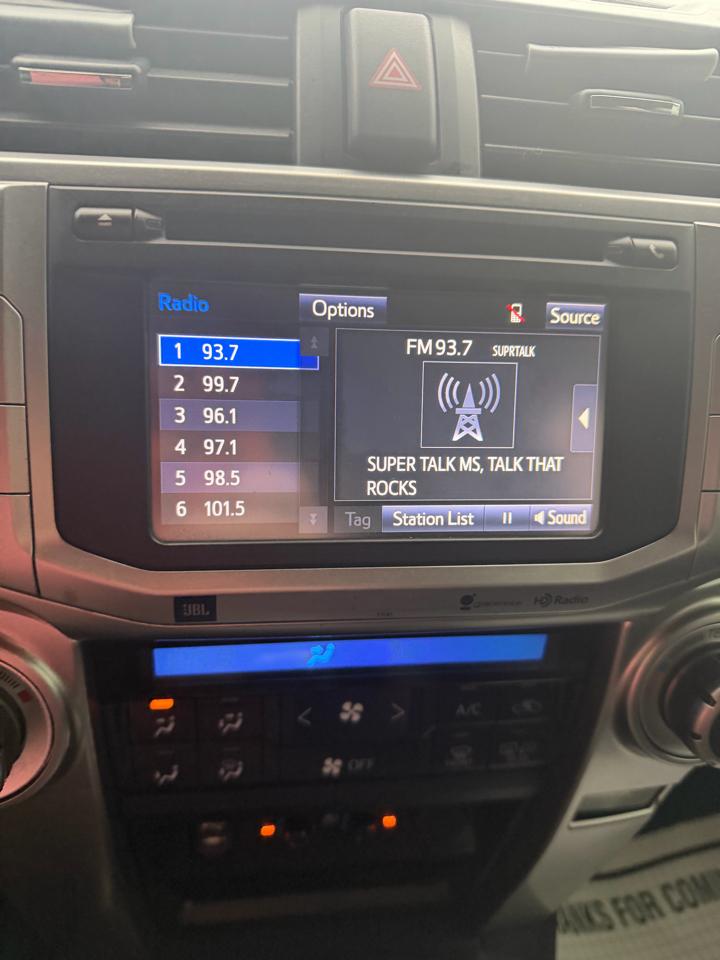 Radio
Options
Source
1 93.7
2 99.7
3 96.1
4 97.1
5 98.5
6 101.5
FM 93.7 SUPRTALK
SUPER TALK MS, TALK THAT
ROCKS
Tag
Station List
Sound
JBL
HD Radio
A/C
OFF
FOR